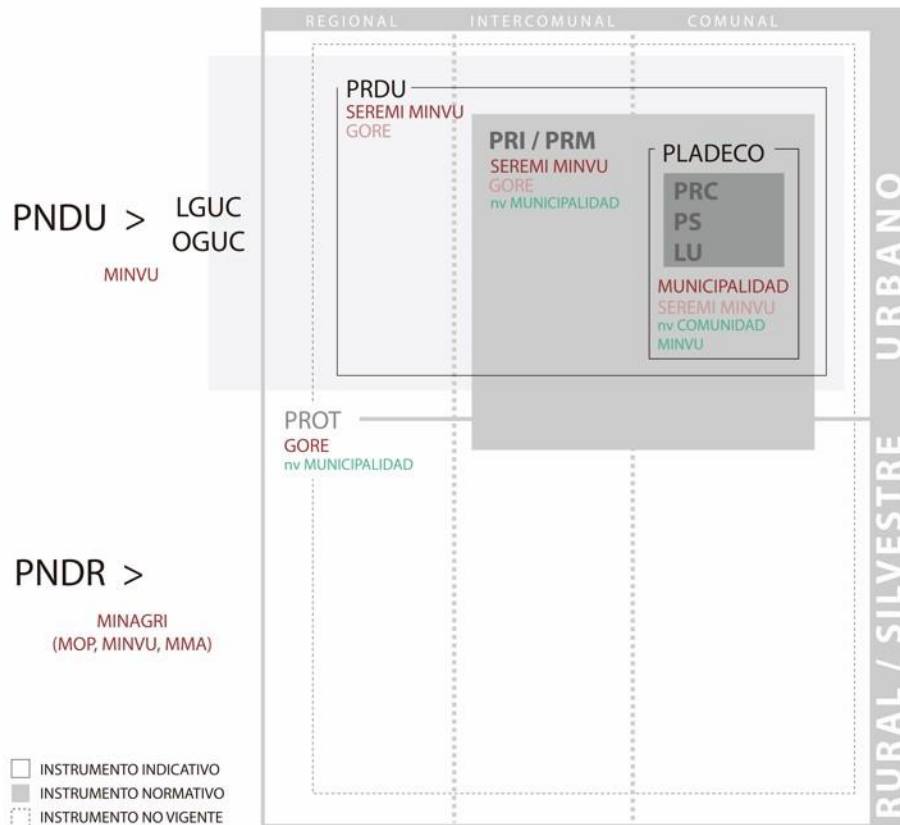 REGIONAL
INTERCOMUNAL
COMUNAL
PRDU
SEREMI MINVU
GORE
PRI / PRM
SEREMI MINVU
GORE
nv MUNICIPALIDAD
PLADECO
PRC
PS
LU
MUNICIPALIDAD
SEREMI MINVU
nv COMUNIDAD
MINVU
PNDU >
LGUC
OGUC
MINVU
PROT
GORE
nv MUNICIPALIDAD
PNDR >
MINAGRI
(MOP, MINVU, MMA)
URBANO
RURAL / SILVESTRE
INSTRUMENTO INDICATIVO
INSTRUMENTO NORMATIVO
INSTRUMENTO NO VIGENTE